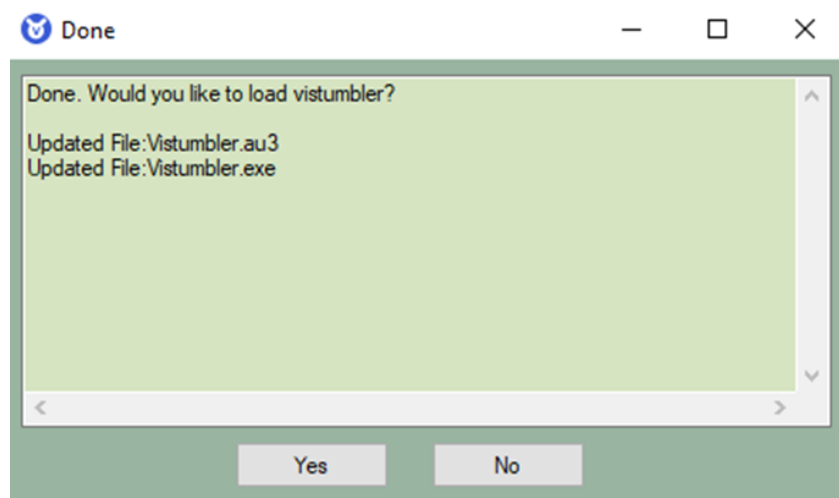 Done
Done. Would you like to load vistumbler?
Updated File:Vistumbler.au3
Updated File:Vistumbler.exe
Yes
No